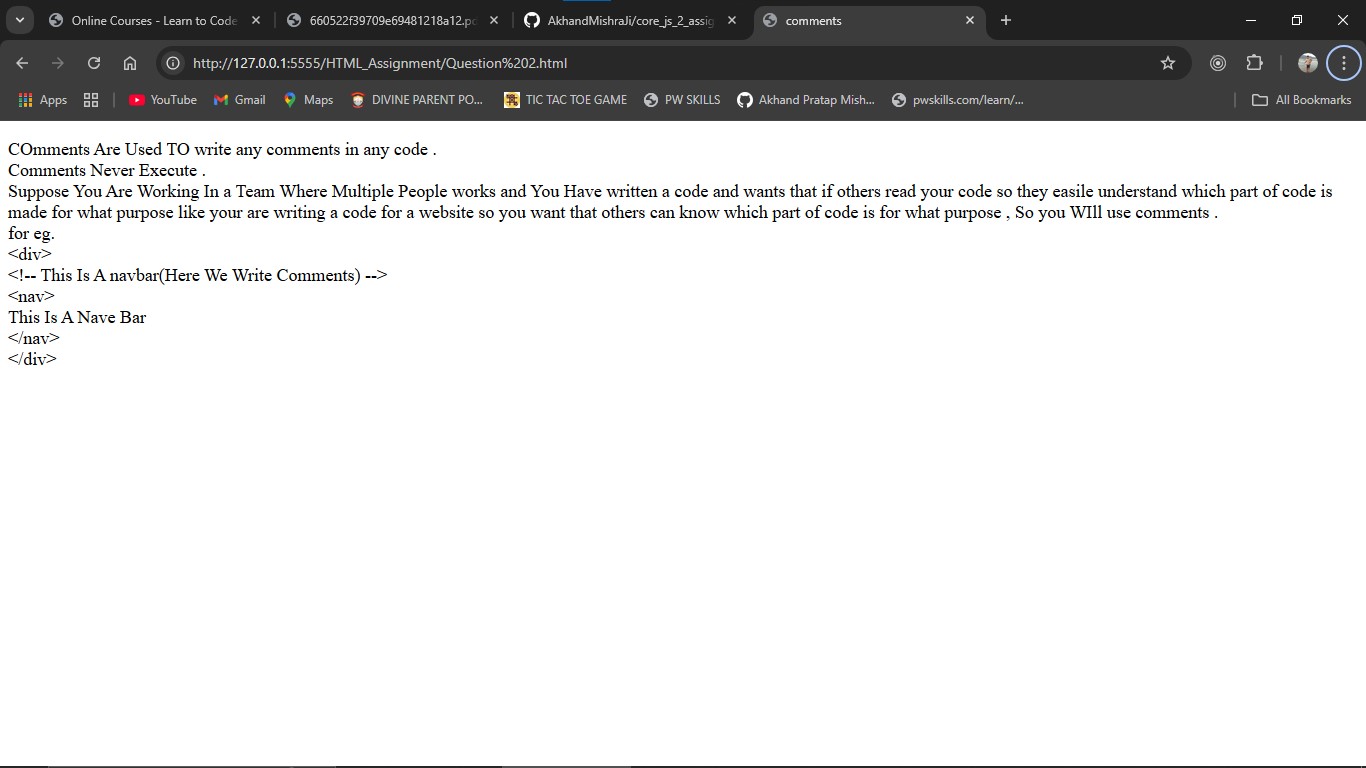 Online Courses - Learn to Code
660522f39709e69481218a12.pd
AkhandMishraJi/core_js_2_assig
comments
http://127.0.0.1:5555/HTML_Assignment/Question%202.html
Apps
YouTube
Gmail
Maps
DIVINE PARENT PO...
TIC TAC TOE GAME
PW SKILLS
Akhand Pratap Mish...
pwskills.com/learn/...
All Bookmarks
COmments Are Used TO write any comments in any code .
Comments Never Execute .
Suppose You Are Working In a Team Where Multiple People works and You Have written a code and wants that if others read your code so they easile understand which part of code is
made for what purpose like your are writing a code for a website so you want that others can know which part of code is for what purpose , So you WIll use comments .
for eg.
<div>
<!-- This Is A navbar(Here We Write Comments) -->
<nav>
This Is A Nave Bar
</nav>
</div>